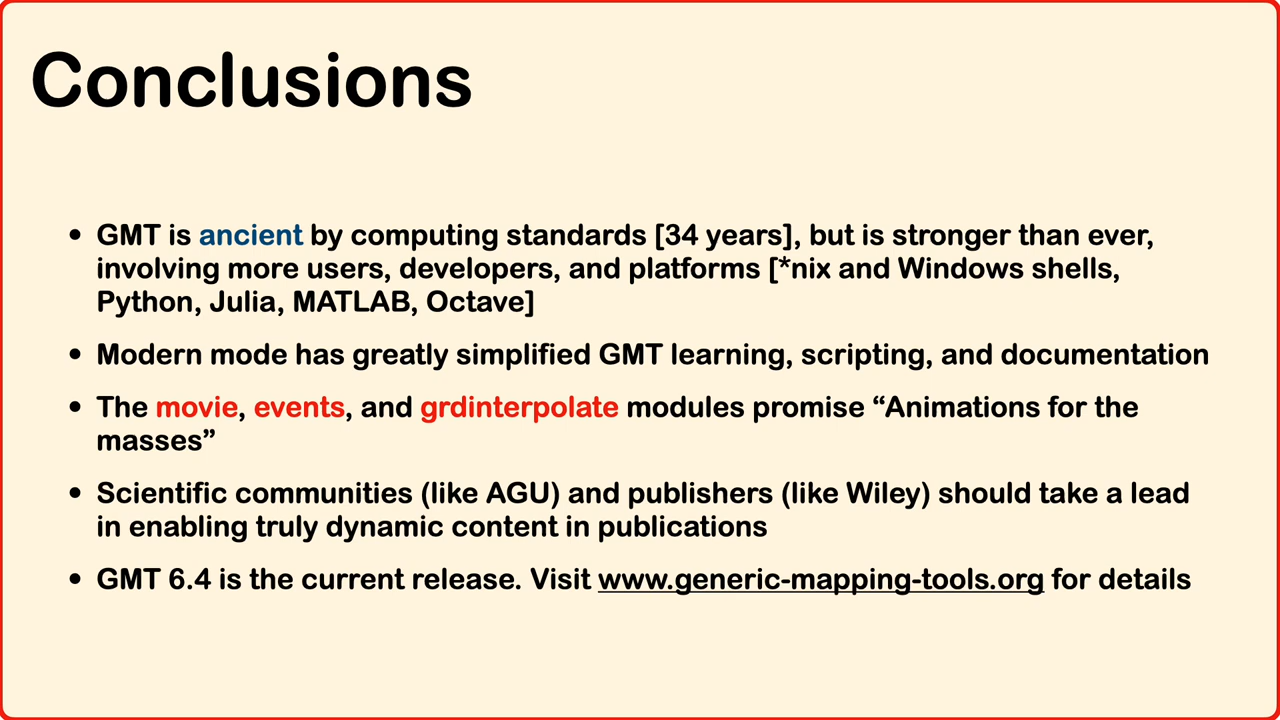 Conclusions
• GMT is ancient by computing standards [34 years], but is stronger than ever,
involving more users, developers, and platforms [*nix and Windows shells,
Python, Julia, MATLAB, Octave]
• Modern mode has greatly simplified GMT learning, scripting, and documentation
• The movie, events, and grdinterpolate modules promise “Animations for the
masses”
• Scientific communities (like AGU) and publishers (like Wiley) should take a lead
in enabling truly dynamic content in publications
• GMT 6.4 is the current release. Visit www.generic-mapping-tools.org for details